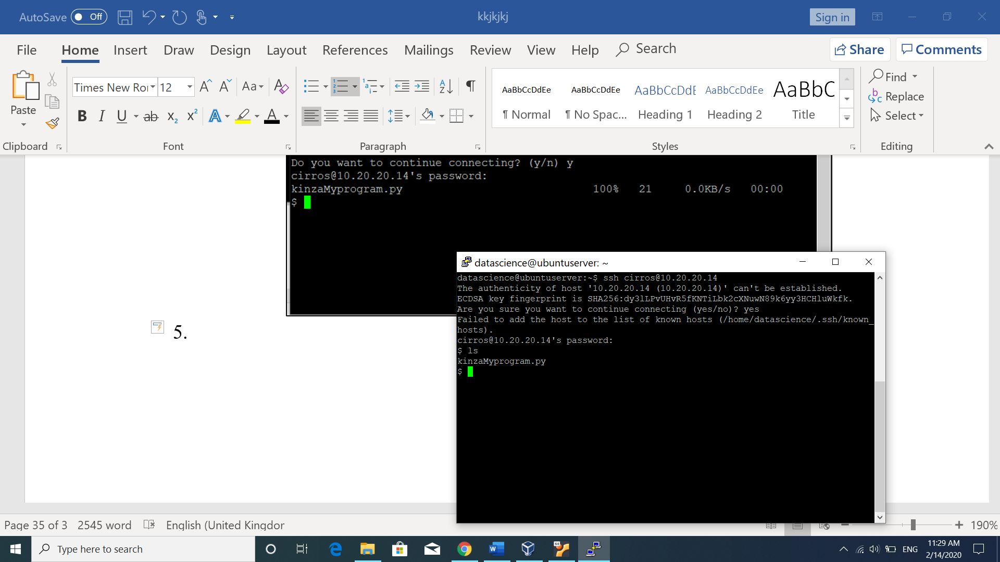 AutoSave Off kkjkjkj Sign in
File Home Insert Draw Design Layout References Mailings Review View Help Search Share Comments
Paste
Clipboard
Times New Ror 12
Aa
Font
Paragraph
AaBbCcDdEe AaBbCcDdEe AaBbCcDdE AaBbCcDdEe AaBbC
¶ Normal ¶ No Spac... Heading 1 Heading 2 Title
Styles
Find
Replace
Select
Editing
Do you want to continue connecting? (y/n) y
cirros@10.20.20.14's password:
kinzaMyprogram.py 100% 21 0.0KB/s 00:00
$
5.
datascience@ubuntuserver: ~
datascience@ubuntuserver:~$ ssh cirros@10.20.20.14
The authenticity of host '10.20.20.14 (10.20.20.14)' can't be established.
ECDSA key fingerprint is SHA256:dy3lLPvUHvR5fKNTiLbk2cXNuwN89k6yy3HCHluWkfk.
Are you sure you want to continue connecting (yes/no)? yes
Failed to add the host to the list of known hosts (/home/datascience/.ssh/known_
hosts).
cirros@10.20.20.14's password:
$ ls
kinzaMyprogram.py
$
Page 35 of 3 2545 word English (United Kingdor 190%
Type here to search
ENG
11:29 AM
2/14/2020